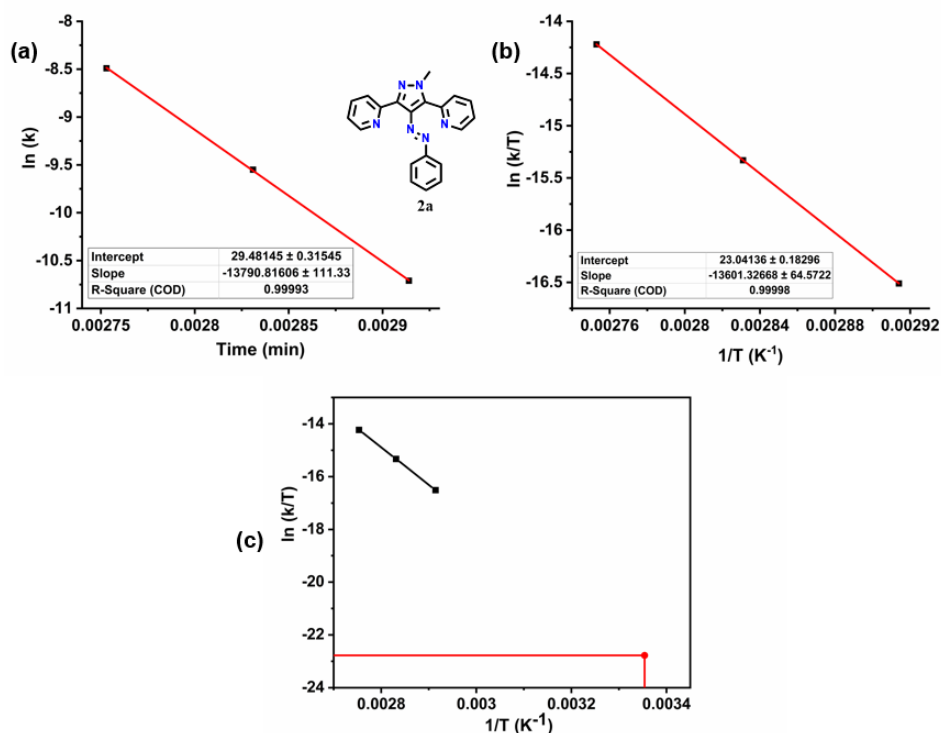 (a)
-8
-8.5
-9
-9.5
-10
-10.5
-11
ln (k)
0.00275
0.0028
0.00285
0.0029
Time (min)
Intercept 29.48145 ± 0.31545
Slope -13790.81606 ± 111.33
R-Square (COD) 0.99993
N
N
N
N
N
N
2a
(b)
-14
-14.5
-15
-15.5
-16
-16.5
ln (k/T)
0.00276
0.0028
0.00284
0.00288
0.00292
1/T (K⁻¹)
Intercept 23.04136 ± 0.18296
Slope -13601.32668 ± 64.5722
R-Square (COD) 0.99998
(c)
-14
-16
-18
-20
-22
-24
ln (k/T)
0.0028
0.003
0.0032
0.0034
1/T (K⁻¹)